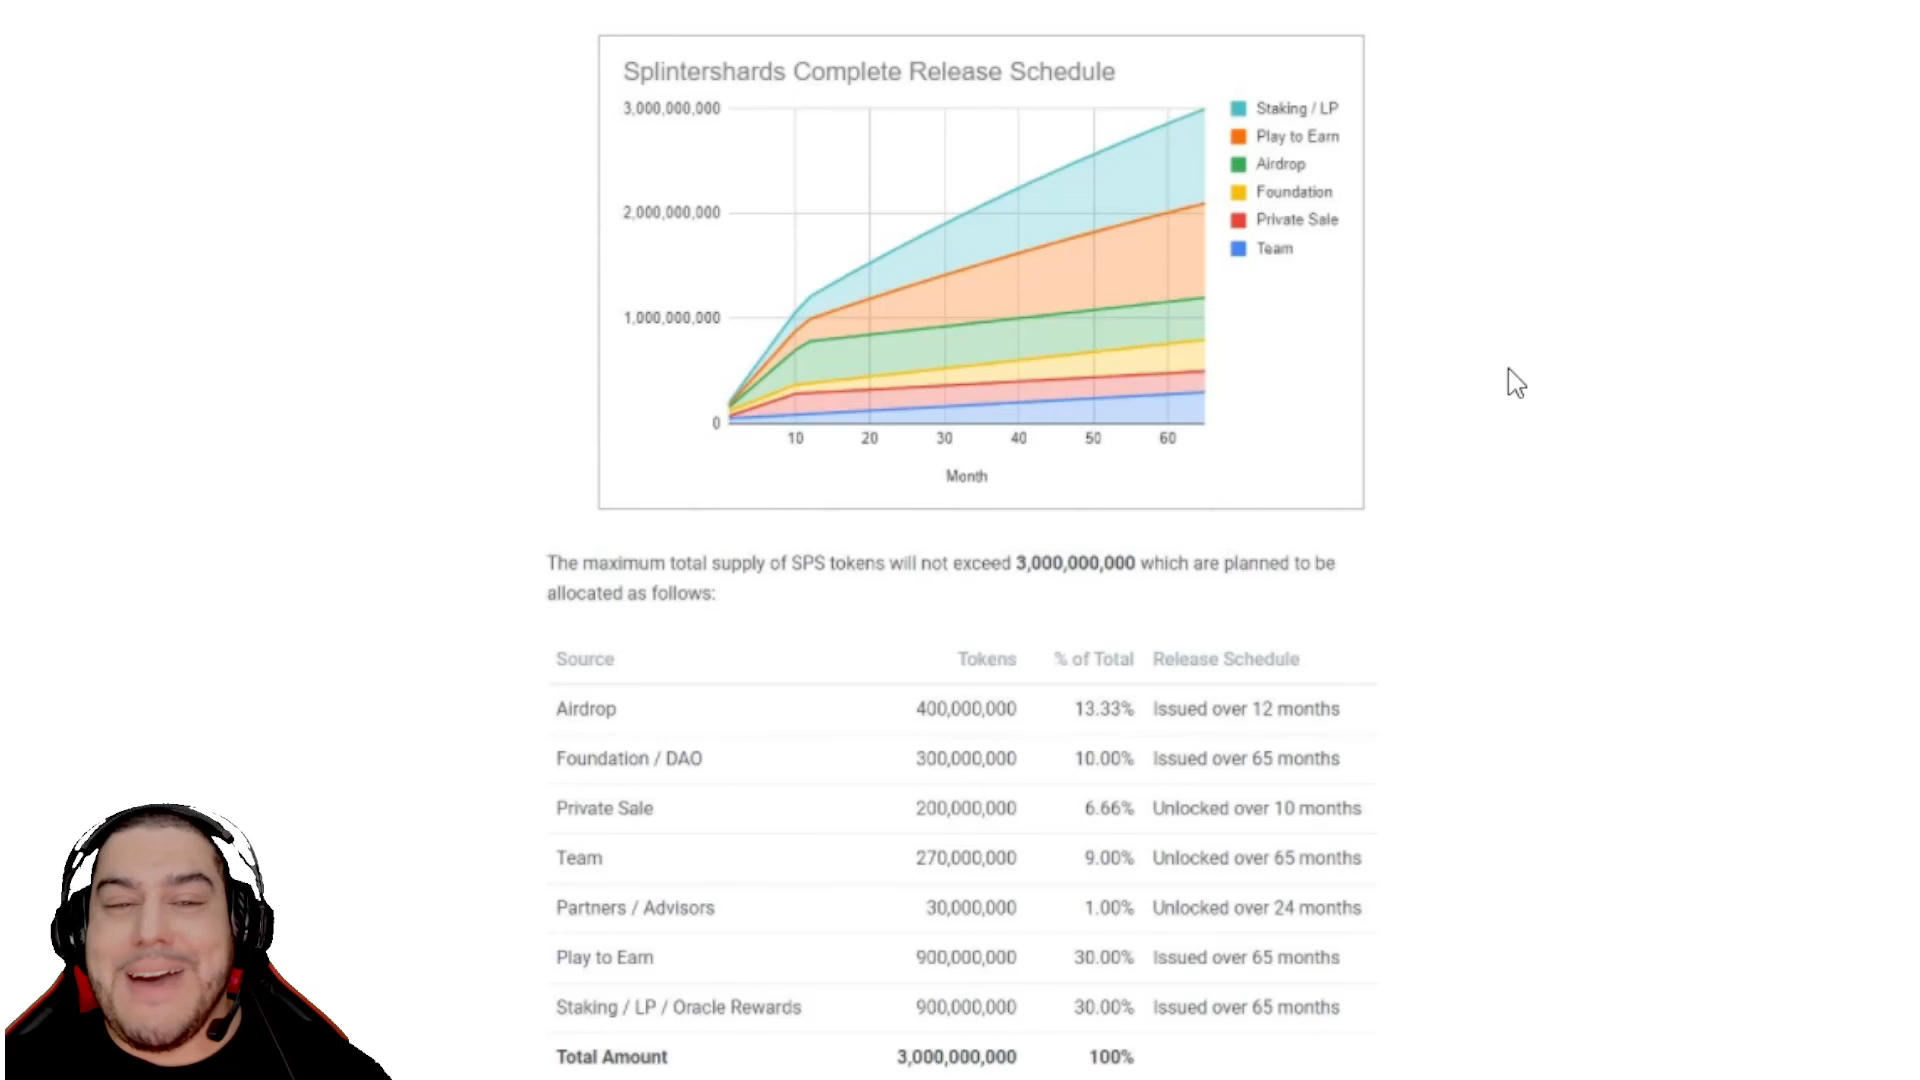 Splintershards Complete Release Schedule
3,000,000,000
2,000,000,000
1,000,000,000
0
10 20 30 40 50 60
Month
Staking / LP
Play to Earn
Airdrop
Foundation
Private Sale
Team
The maximum total supply of SPS tokens will not exceed 3,000,000,000 which are planned to be
allocated as follows:
Source Tokens % of Total Release Schedule
Airdrop 400,000,000 13.33% Issued over 12 months
Foundation / DAO 300,000,000 10.00% Issued over 65 months
Private Sale 200,000,000 6.66% Unlocked over 10 months
Team 270,000,000 9.00% Unlocked over 65 months
Partners / Advisors 30,000,000 1.00% Unlocked over 24 months
Play to Earn 900,000,000 30.00% Issued over 65 months
Staking / LP / Oracle Rewards 900,000,000 30.00% Issued over 65 months
Total Amount 3,000,000,000 100%